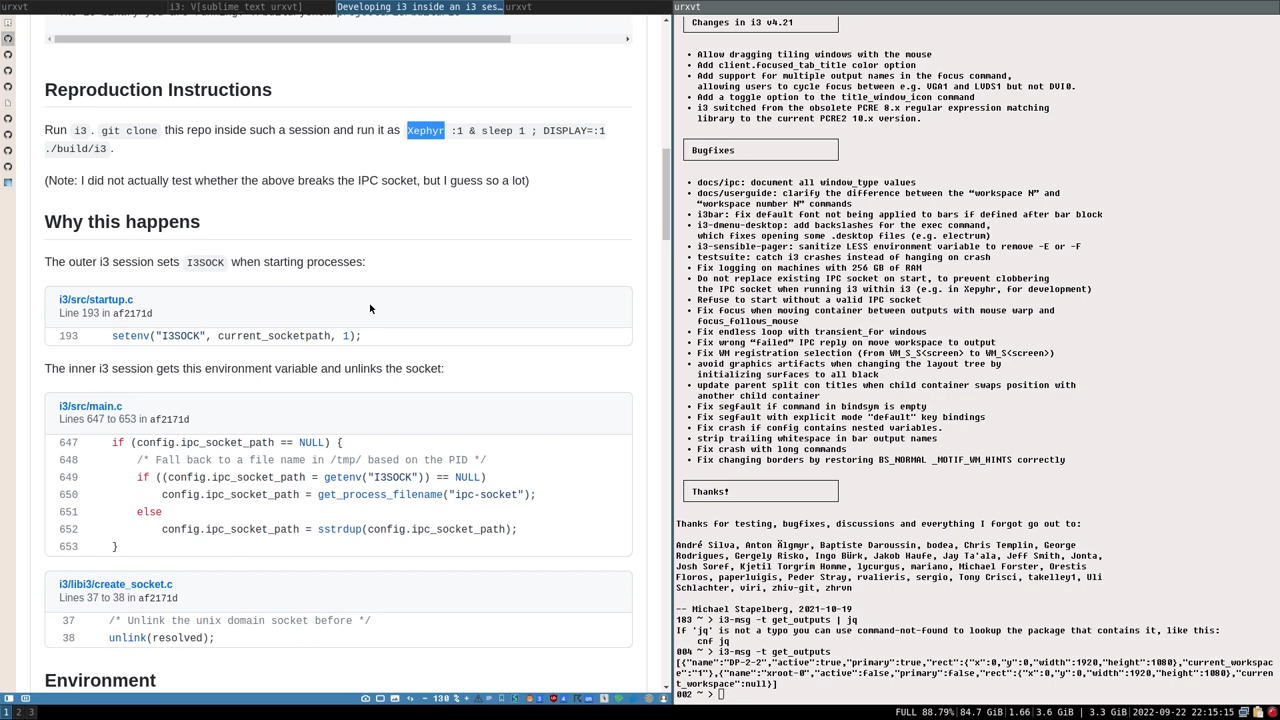 urxvt
i3: V[sublime_text urxvt]
Developing i3 inside an i3 ses…
urxvt
urxvt
Reproduction Instructions
Run i3 . git clone this repo inside such a session and run it as Xephyr :1 & sleep 1 ; DISPLAY=:1
./build/i3 .
(Note: I did not actually test whether the above breaks the IPC socket, but I guess so a lot)
Why this happens
The outer i3 session sets I3SOCK when starting processes:
i3/src/startup.c
Line 193 in af2171d
193 setenv("I3SOCK", current_socketpath, 1);
The inner i3 session gets this environment variable and unlinks the socket:
i3/src/main.c
Lines 647 to 653 in af2171d
647 if (config.ipc_socket_path == NULL) {
648 /* Fall back to a file name in /tmp/ based on the PID */
649 if ((config.ipc_socket_path = getenv("I3SOCK")) == NULL)
650 config.ipc_socket_path = get_process_filename("ipc-socket");
651 else
652 config.ipc_socket_path = sstrdup(config.ipc_socket_path);
653 }
i3/libi3/create_socket.c
Lines 37 to 38 in af2171d
37 /* Unlink the unix domain socket before */
38 unlink(resolved);
Environment
130 %
Changes in i3 v4.21
• Allow dragging tiling windows with the mouse
• Add client.focused_tab_title color option
• Add support for multiple output names in the focus command,
allowing users to cycle focus between e.g. VGA1 and LVDS1 but not DVI0.
• Add a toggle option to the title_window_icon command
• i3 switched from the obsolete PCRE 8.x regular expression matching
library to the current PCRE2 10.x version.
Bugfixes
• docs/ipc: document all window_type values
• docs/userguide: clarify the difference between the “workspace N” and
“workspace number N” commands
• i3bar: fix default font not being applied to bars if defined after bar block
• i3-dmenu-desktop: add backslashes for the exec command,
which fixes opening some .desktop files (e.g. electrum)
• i3-sensible-pager: sanitize LESS environment variable to remove -E or -F
• testsuite: catch i3 crashes instead of hanging on crash
• Fix logging on machines with 256 GB of RAM
• Do not replace existing IPC socket on start, to prevent clobbering
the IPC socket when running i3 within i3 (e.g. in Xepyhr, for development)
• Refuse to start without a valid IPC socket
• Fix focus when moving container between outputs with mouse warp and
focus_follows_mouse
• Fix endless loop with transient_for windows
• Fix wrong “failed” IPC reply on move workspace to output
• Fix WM registration selection (from WM_S_S<screen> to WM_S<screen>)
• avoid graphics artifacts when changing the layout tree by
initializing surfaces to all black
• update parent split con titles when child container swaps position with
another child container
• Fix segfault if command in bindsym is empty
• Fix segfault with explicit mode "default" key bindings
• Fix crash if config contains nested variables.
• strip trailing whitespace in bar output names
• Fix crash with long commands
• Fix changing borders by restoring BS_NORMAL _MOTIF_WM_HINTS correctly
Thanks!
Thanks for testing, bugfixes, discussions and everything I forgot go out to:
André Silva, Anton Älgmyr, Baptiste Daroussin, bodea, Chris Templin, George
Rodrigues, Gergely Risko, Ingo Bürk, Jakob Haufe, Jay Ta'ala, Jeff Smith, Jonta,
Josh Soref, Kjetil Torgrim Homme, lycurgus, mariano, Michael Forster, Orestis
Floros, paperluigis, Peder Stray, rvalieris, sergio, Tony Crisci, takelley1, Uli
Schlachter, viri, zhiv-git, zhrvn
-- Michael Stapelberg, 2021-10-19
183 ~ > i3-msg -t get_outputs | jq
If 'jq' is not a typo you can use command-not-found to lookup the package that contains it, like this:
cnf jq
004 ~ > i3-msg -t get_outputs
[{"name":"DP-2-2","active":true,"primary":true,"rect":{"x":0,"y":0,"width":1920,"height":1080},"current_workspac
e":"1"},{"name":"xroot-0","active":false,"primary":false,"rect":{"x":0,"y":0,"width":1920,"height":1080},"curren
t_workspace":null}]
002 ~ >
1 2 3
FULL 88.79%| 84.7 GiB| 1.66 | 3.6 GiB | 3.3 GiB | 2022-09-22 22:15:15